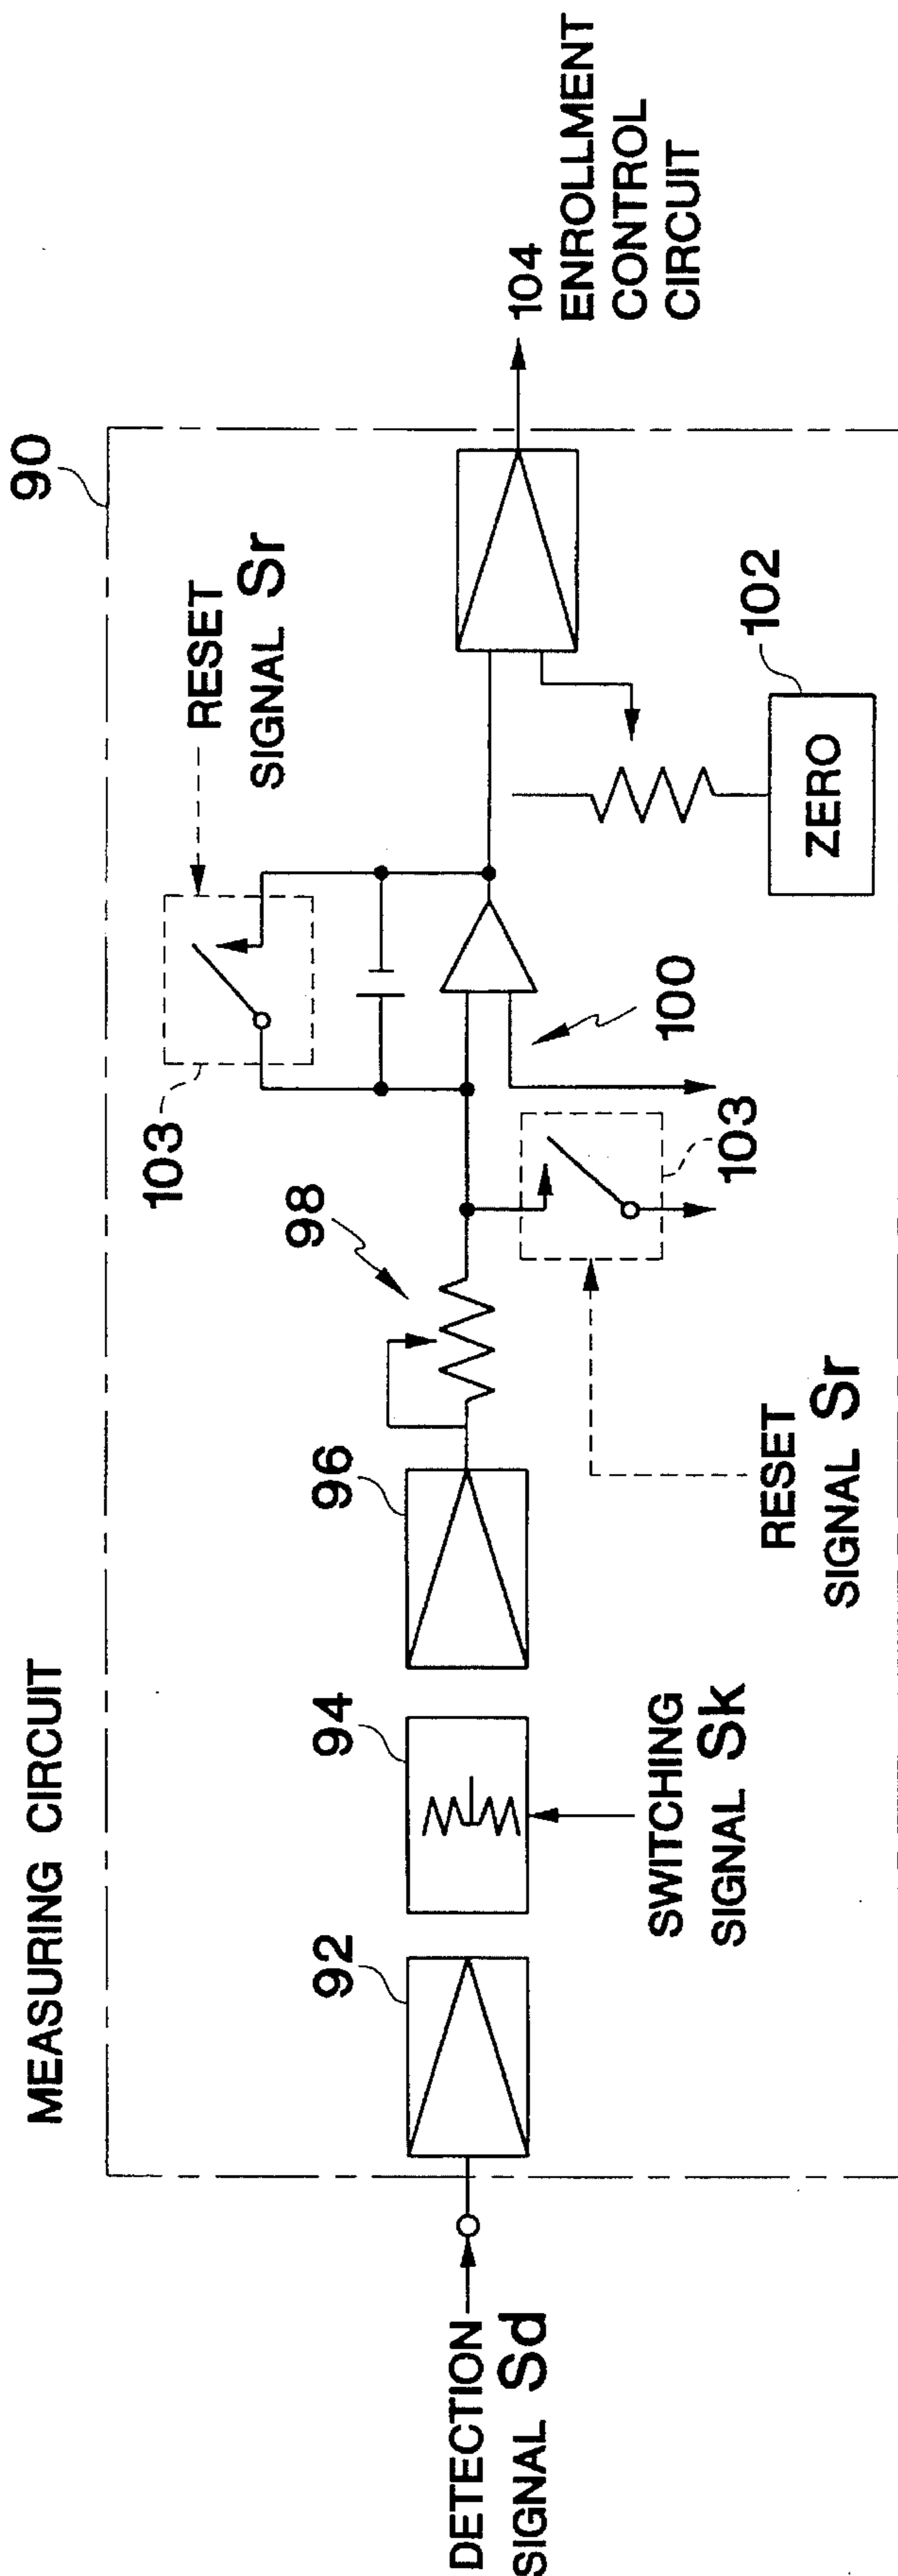 MEASURING CIRCUIT
90
DETECTION
SIGNAL Sd
92
94
SWITCHING
SIGNAL Sk
96
98
RESET
SIGNAL Sr
103
103
RESET
SIGNAL Sr
100
ZERO
102
104
ENROLLMENT
CONTROL
CIRCUIT